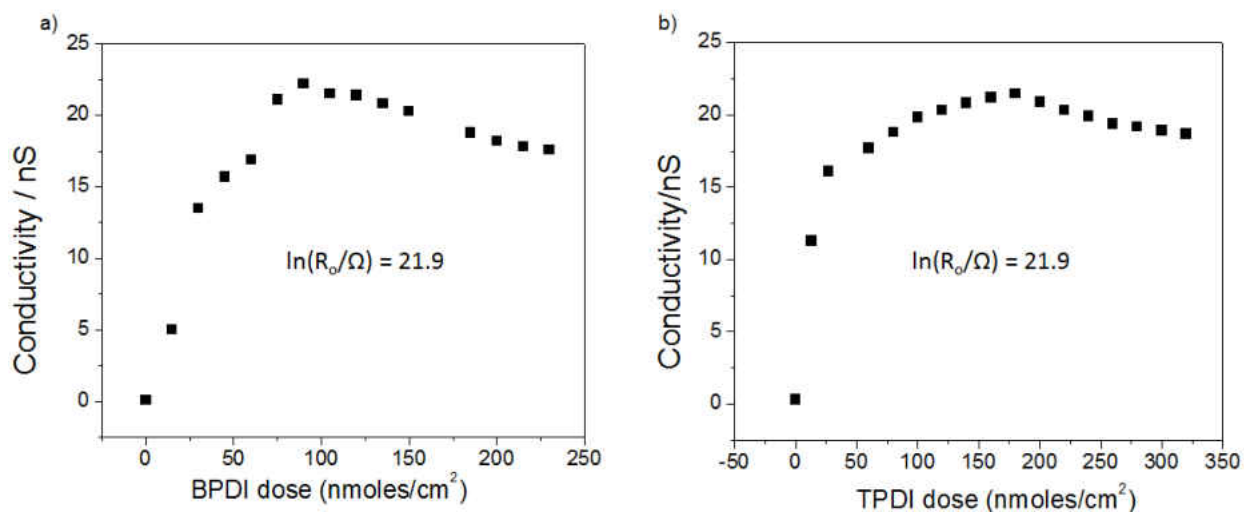 a)
25
20
15
10
5
0
Conductivity / nS
ln(Rₒ/Ω) = 21.9
0 50 100 150 200 250
BPDI dose (nmoles/cm²)
b)
25
20
15
10
5
0
Conductivity/nS
ln(Rₒ/Ω) = 21.9
-50 0 50 100 150 200 250 300 350
TPDI dose (nmoles/cm²)